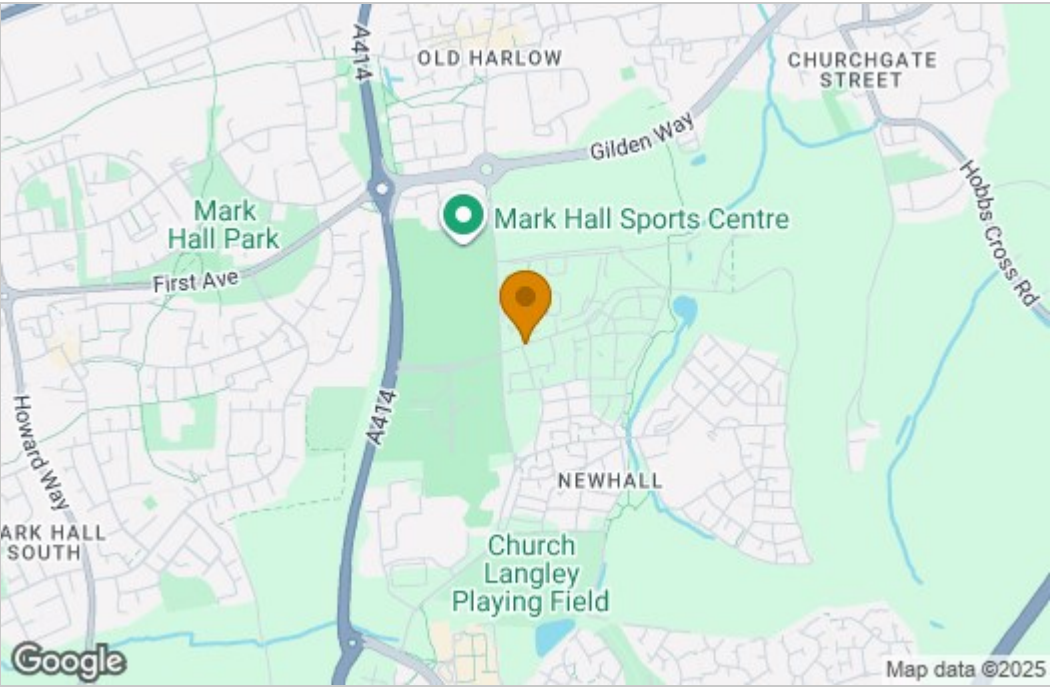 A414
OLD HARLOW
CHURCHGATE
STREET
Gilden Way
Hobbs Cross Rd
Mark
Hall Park
Mark Hall Sports Centre
First Ave
A414
Howard Way
NEWHALL
ARK HALL
SOUTH
Church
Langley
Playing Field
Google
Map data ©2025